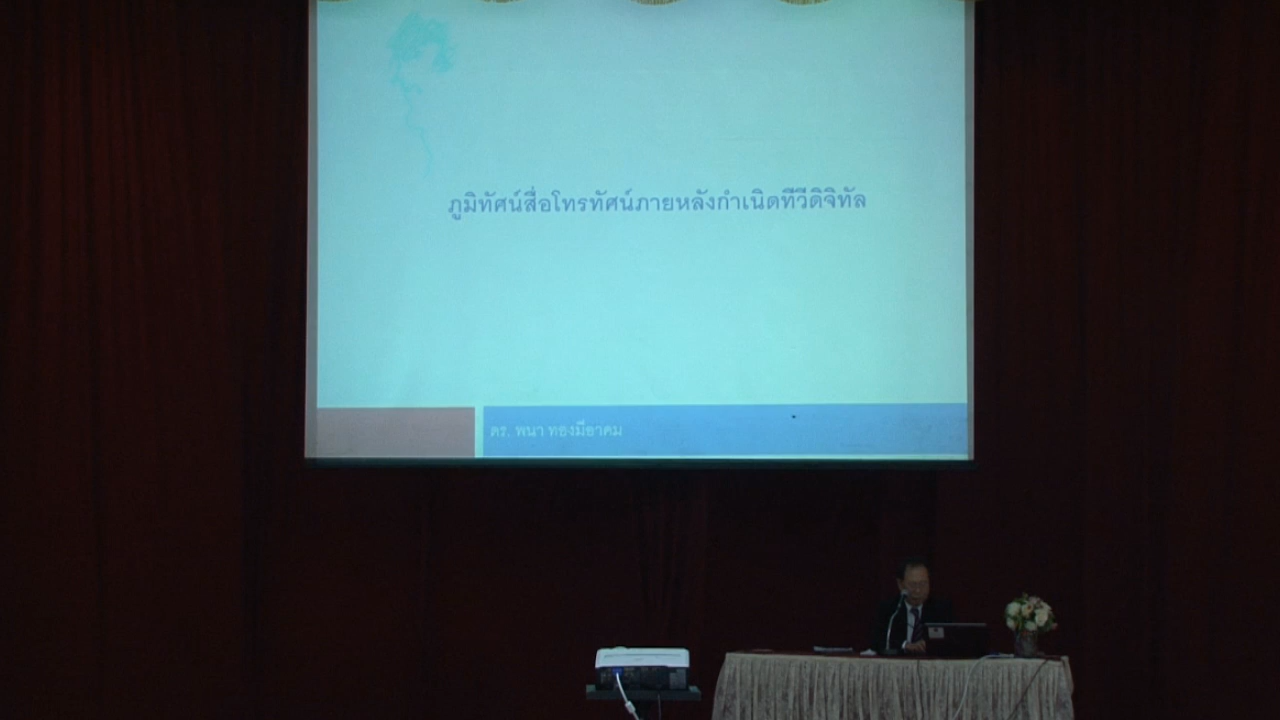 ภูมิทัศน์สื่อโทรทัศน์ภายหลังกำเนิดทีวีดิจิทัล
ดร. พนา ทองมีอาคม